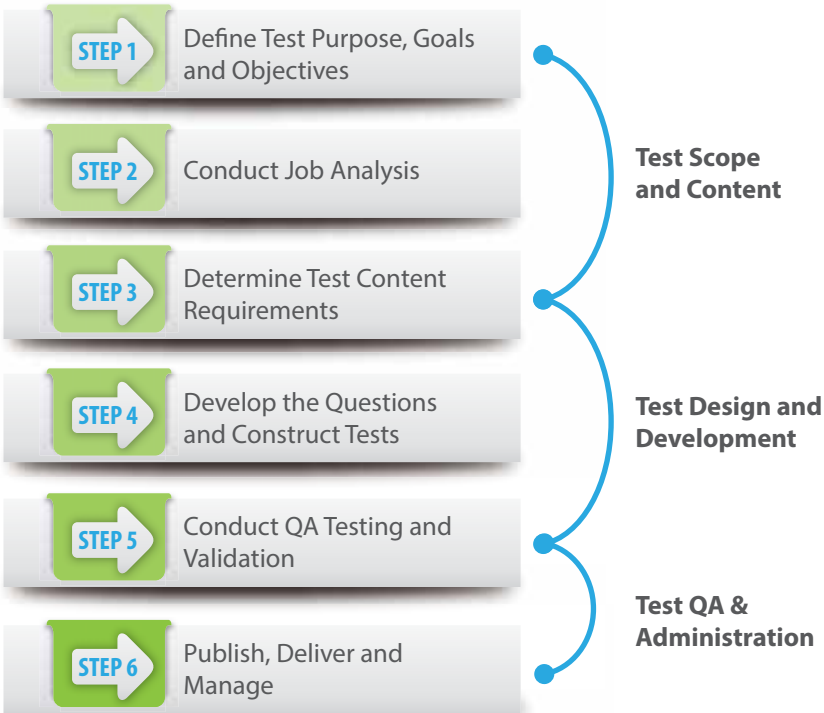 STEP 1
Define Test Purpose, Goals
and Objectives
STEP 2
Conduct Job Analysis
Test Scope
and Content
STEP 3
Determine Test Content
Requirements
STEP 4
Develop the Questions
and Construct Tests
Test Design and
Development
STEP 5
Conduct QA Testing and
Validation
STEP 6
Publish, Deliver and
Manage
Test QA &
Administration